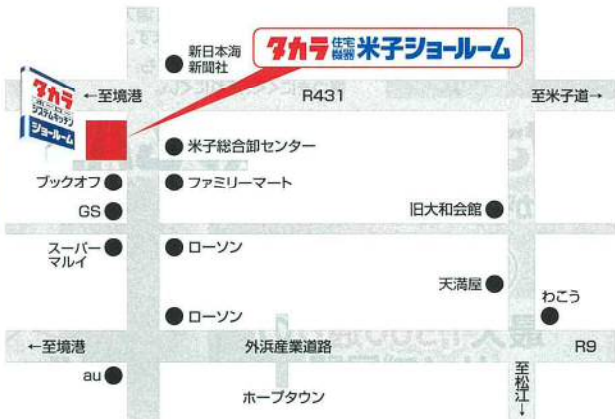 新日本海
新聞社
タカラ住宅機器 米子ショールーム
タカラ
ホーロー
システムキッチン
ショールーム
←至境港
R431
至米子道→
米子総合卸センター
ブックオフ
ファミリーマート
GS
旧大和会館
スーパー
マルイ
ローソン
天満屋
わこう
ローソン
←至境港
外浜産業道路
R9
au
ホープタウン
至松江↓